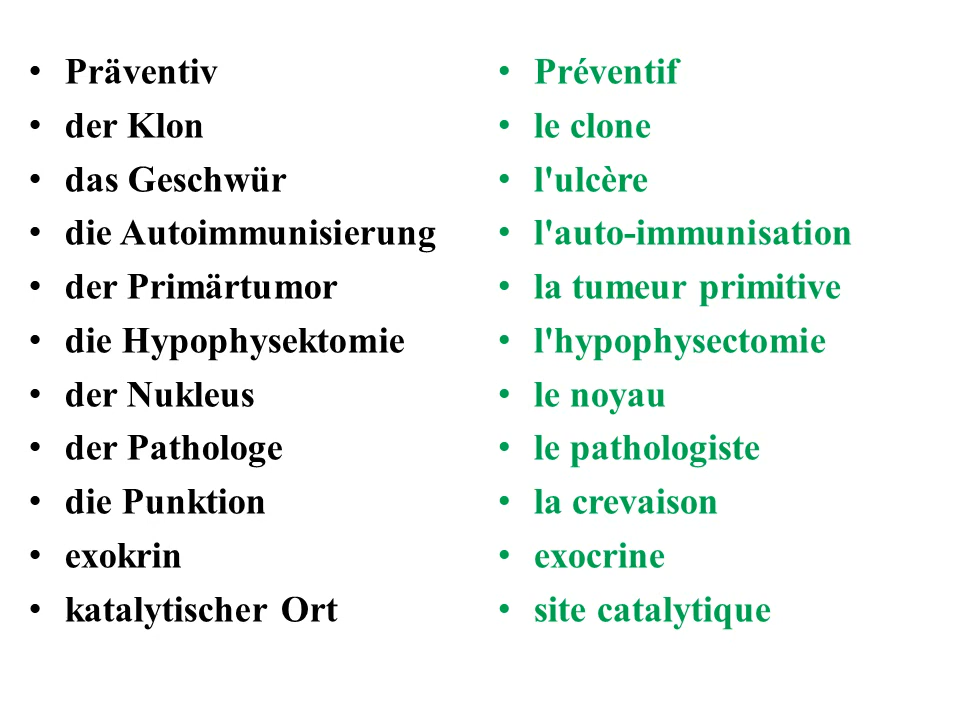 Präventiv
der Klon
das Geschwür
die Autoimmunisierung
der Primärtumor
die Hypophysektomie
der Nukleus
der Pathologe
die Punktion
exokrin
katalytischer Ort
Préventif
le clone
l'ulcère
l'auto-immunisation
la tumeur primitive
l'hypophysectomie
le noyau
le pathologiste
la crevaison
exocrine
site catalytique